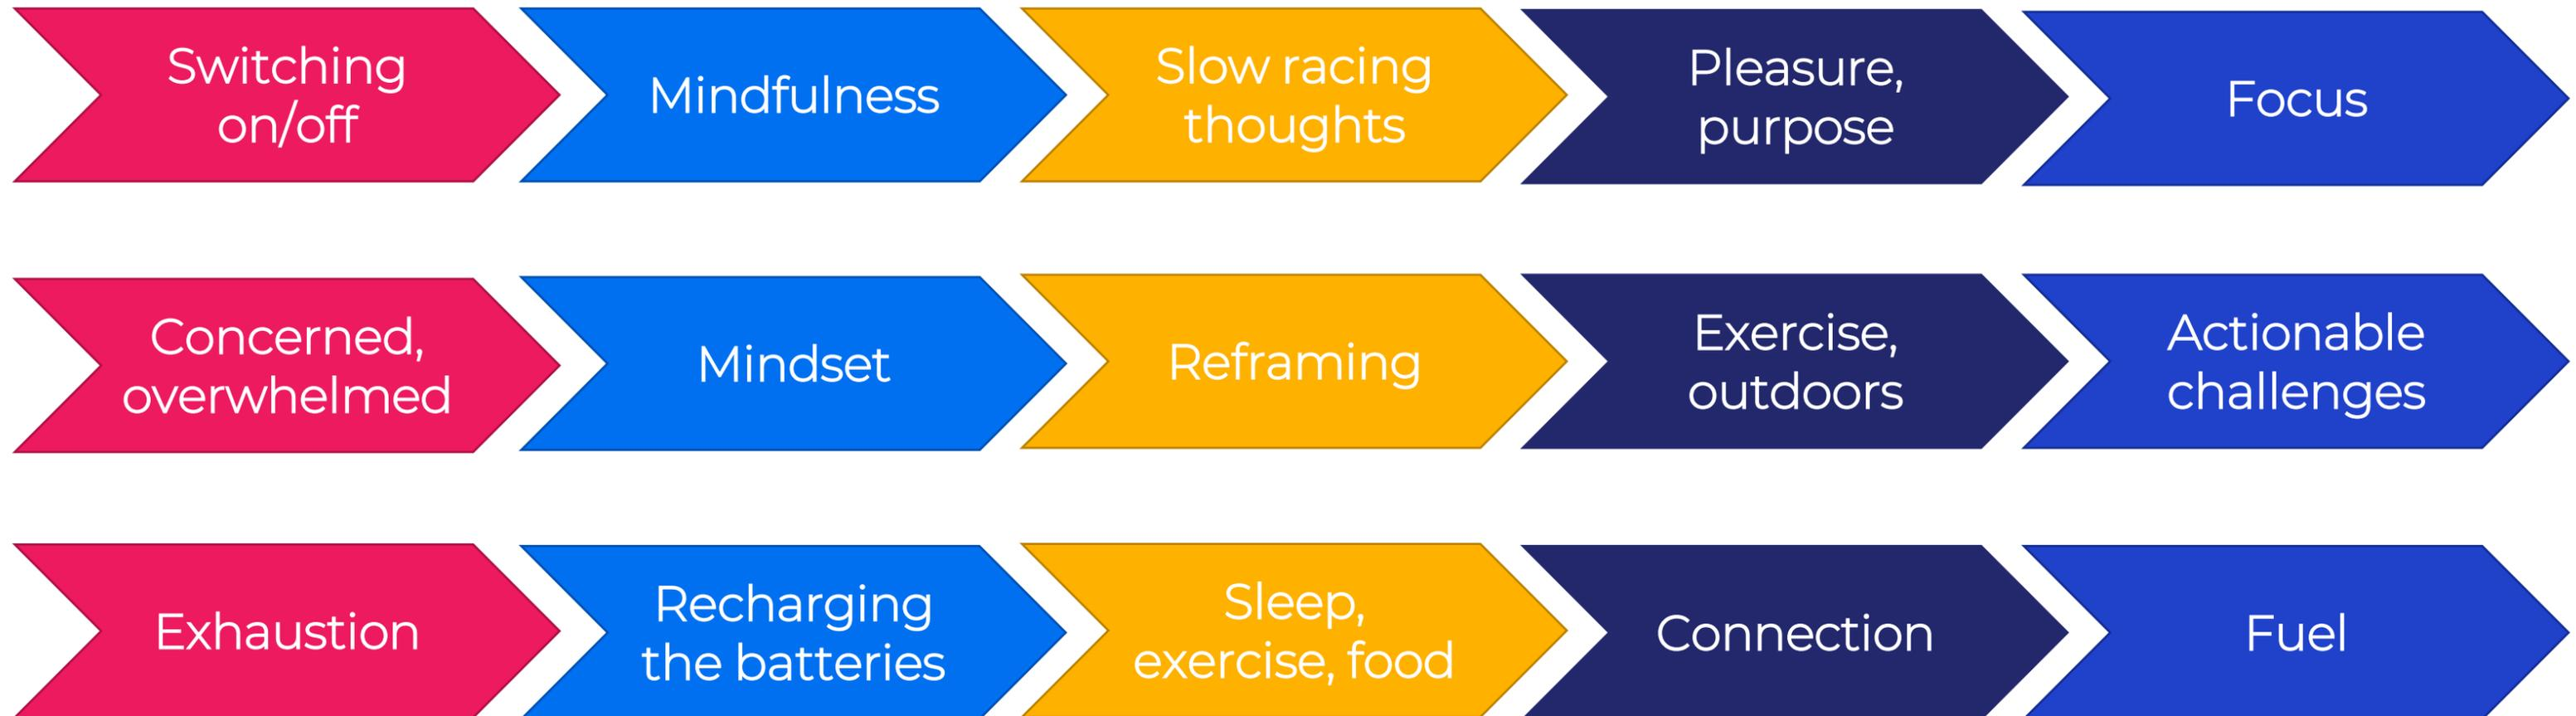 Switching
on/off
Mindfulness
Slow racing
thoughts
Pleasure,
purpose
Focus
Concerned,
overwhelmed
Mindset
Reframing
Exercise,
outdoors
Actionable
challenges
Exhaustion
Recharging
the batteries
Sleep,
exercise, food
Connection
Fuel